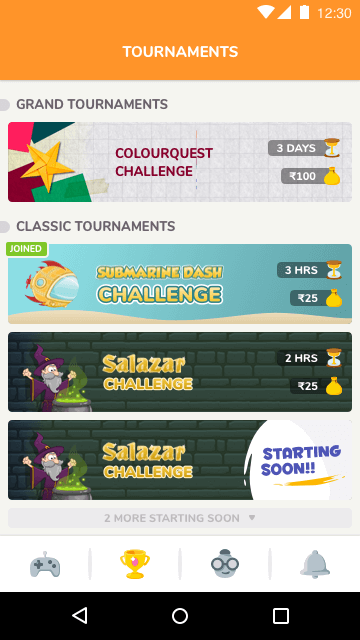 12:30
TOURNAMENTS
GRAND TOURNAMENTS
COLOURQUEST
CHALLENGE
3 DAYS
₹100
CLASSIC TOURNAMENTS
JOINED
SUBMARINE DASH
CHALLENGE
3 HRS
₹25
Salazar
CHALLENGE
2 HRS
₹25
Salazar
CHALLENGE
STARTING
SOON!!
2 MORE STARTING SOON